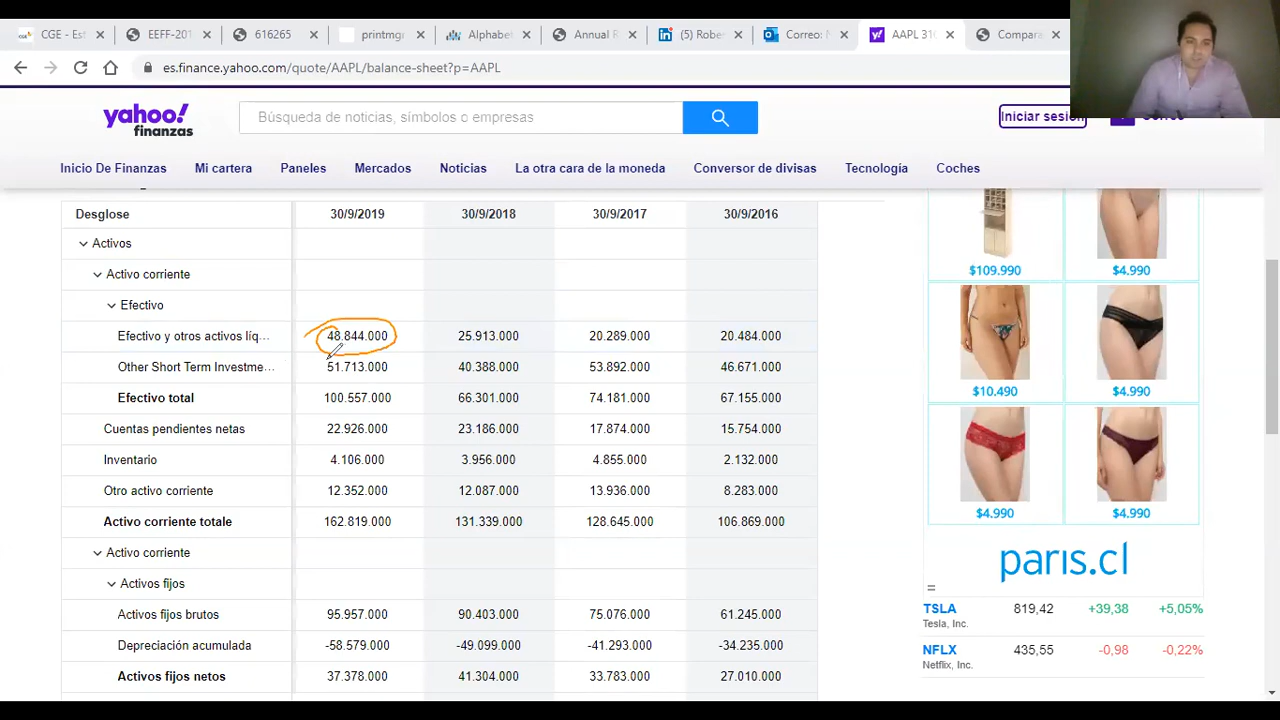 CGE - Es
EEFF-201
616265
printmg
Alphabet
Annual R
(5) Rober
Correo: N
AAPL 310
Compara
es.finance.yahoo.com/quote/AAPL/balance-sheet?p=AAPL
yahoo!
finanzas
Búsqueda de noticias, símbolos o empresas
Iniciar sesión
Inicio De Finanzas Mi cartera Paneles Mercados Noticias La otra cara de la moneda Conversor de divisas Tecnología Coches
Desglose 30/9/2019 30/9/2018 30/9/2017 30/9/2016
Activos
Activo corriente
Efectivo
Efectivo y otros activos líq... 48.844.000 25.913.000 20.289.000 20.484.000
Other Short Term Investme... 51.713.000 40.388.000 53.892.000 46.671.000
Efectivo total 100.557.000 66.301.000 74.181.000 67.155.000
Cuentas pendientes netas 22.926.000 23.186.000 17.874.000 15.754.000
Inventario 4.106.000 3.956.000 4.855.000 2.132.000
Otro activo corriente 12.352.000 12.087.000 13.936.000 8.283.000
Activo corriente totale 162.819.000 131.339.000 128.645.000 106.869.000
Activo corriente
Activos fijos
Activos fijos brutos 95.957.000 90.403.000 75.076.000 61.245.000
Depreciación acumulada -58.579.000 -49.099.000 -41.293.000 -34.235.000
Activos fijos netos 37.378.000 41.304.000 33.783.000 27.010.000
$109.990 $4.990
$10.490 $4.990
$4.990 $4.990
paris.cl
TSLA 819,42 +39,38 +5,05%
Tesla, Inc.
NFLX 435,55 -0,98 -0,22%
Netflix, Inc.